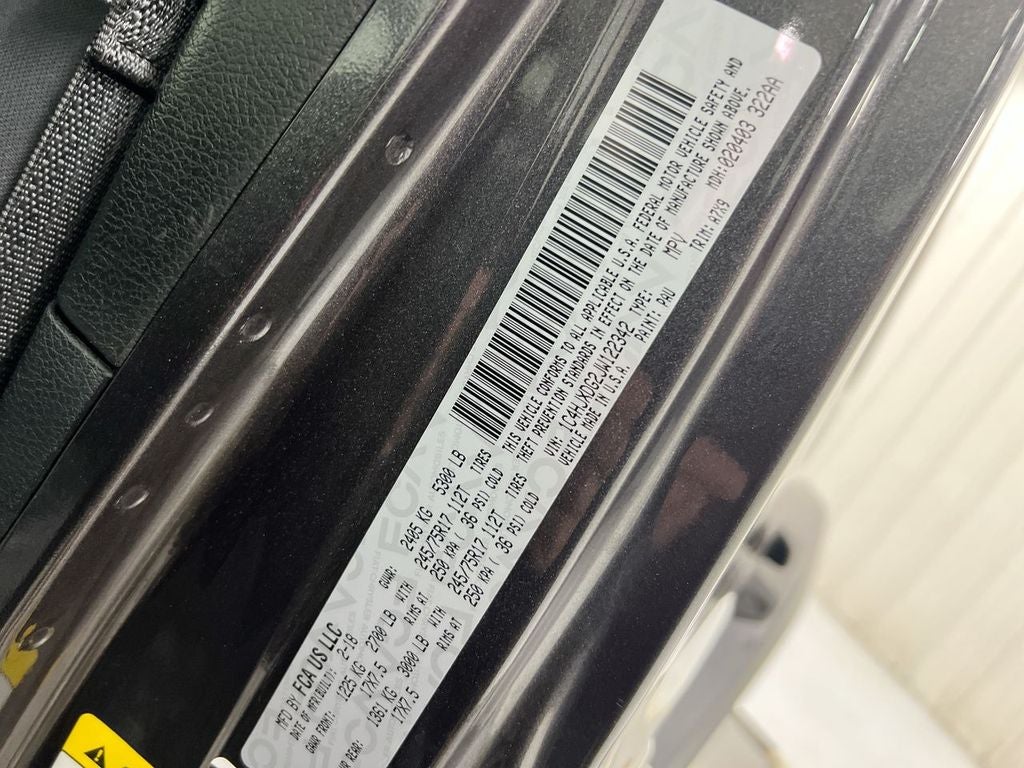 MFD BY FCA US LLC
DATE OF MFR(BUILT): 2-18 GVWR: 2405 KG 5300 LB
GAWR FRONT: 1225 KG 2700 LB WITH 245/75R17 112T TIRES
17X7.5 RIMS AT 250 KPA ( 36 PSI) COLD
GAWR REAR: 1361 KG 3000 LB WITH 245/75R17 112T TIRES
17X7.5 RIMS AT 250 KPA ( 36 PSI) COLD
THIS VEHICLE CONFORMS TO ALL APPLICABLE U.S.A. FEDERAL MOTOR VEHICLE SAFETY AND
THEFT PREVENTION STANDARDS IN EFFECT ON THE DATE OF MANUFACTURE SHOWN ABOVE.
VIN: 1C4HJXDG2JW122342 TYPE: MPV MDH:020403 322AA
VEHICLE MADE IN U.S.A. PAINT: PAU TRIM: A7X9